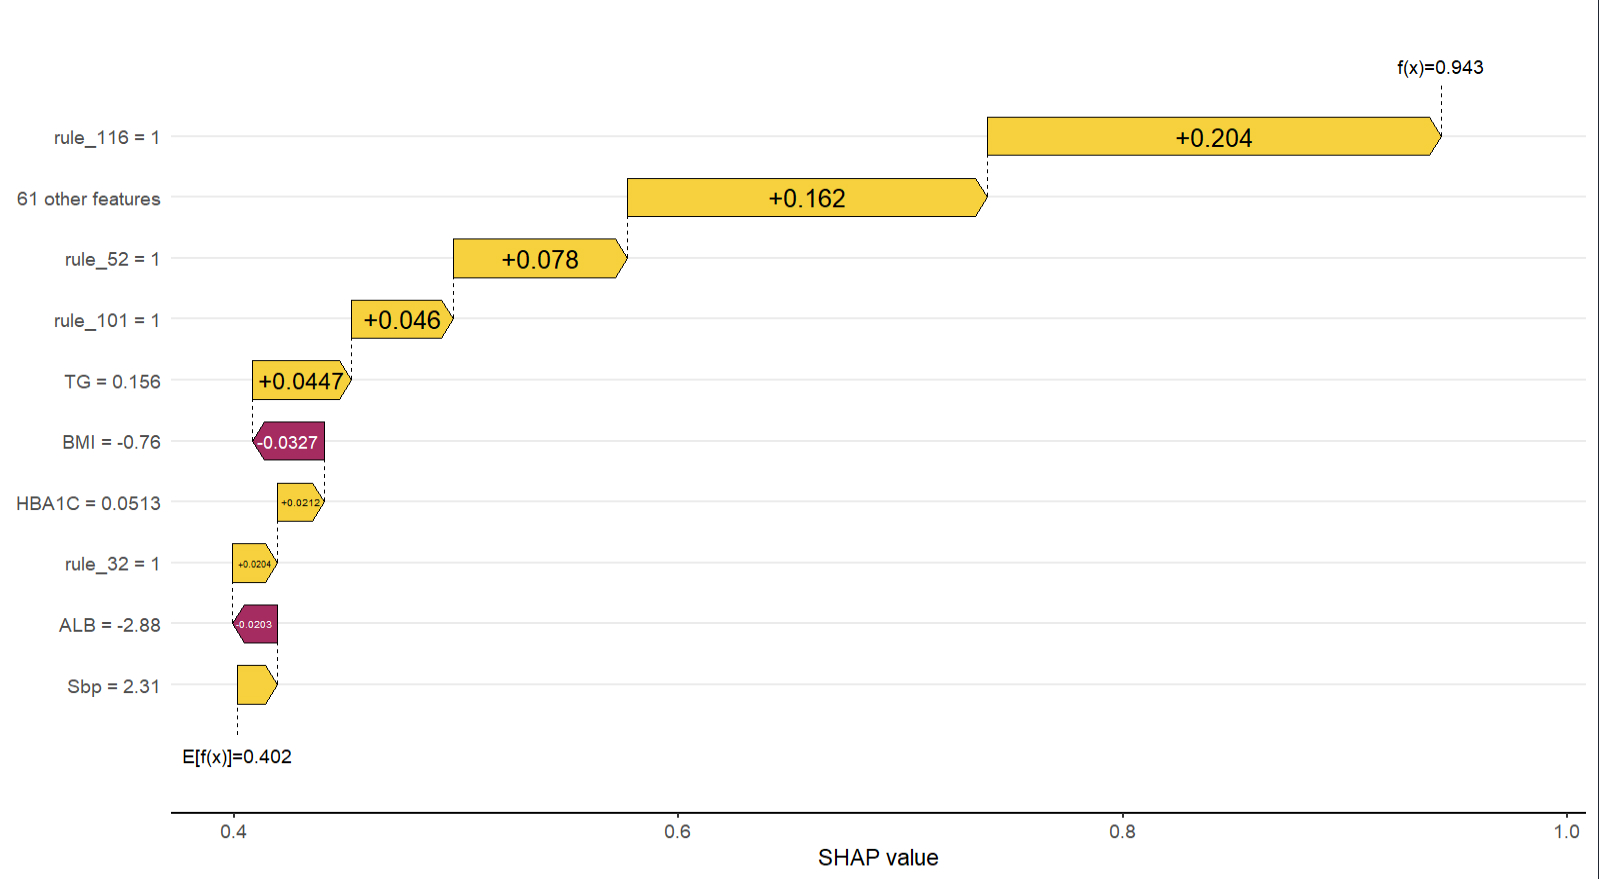 f(x)=0.943
rule_116 = 1
+0.204
61 other features
+0.162
rule_52 = 1
+0.078
rule_101 = 1
+0.046
TG = 0.156
+0.0447
BMI = -0.76
-0.0327
HBA1C = 0.0513
+0.0212
rule_32 = 1
+0.0204
ALB = -2.88
-0.0203
Sbp = 2.31
E[f(x)]=0.402
0.4
0.6
0.8
1.0
SHAP value